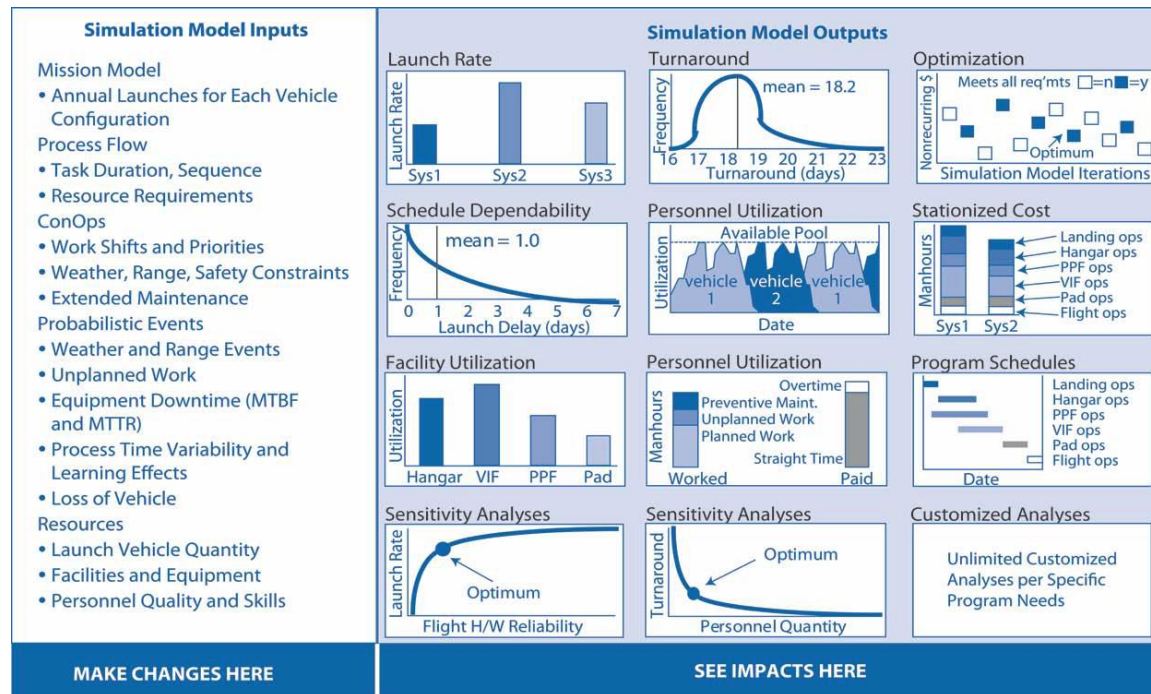 Simulation Model Inputs
Mission Model
• Annual Launches for Each Vehicle
Configuration
Process Flow
• Task Duration, Sequence
• Resource Requirements
ConOps
• Work Shifts and Priorities
• Weather, Range, Safety Constraints
• Extended Maintenance
Probabilistic Events
• Weather and Range Events
• Unplanned Work
• Equipment Downtime (MTBF
and MTTR)
• Process Time Variability and
Learning Effects
• Loss of Vehicle
Resources
• Launch Vehicle Quantity
• Facilities and Equipment
• Personnel Quality and Skills
MAKE CHANGES HERE
Simulation Model Outputs
Launch Rate
Launch Rate
Sys1 Sys2 Sys3
Turnaround
Frequency
mean = 18.2
16 17 18 19 20 21 22 23
Turnaround (days)
Optimization
Nonrecurring $
Meets all req'mts □=n ■=y
Optimum
Simulation Model Iterations
Schedule Dependability
Frequency
mean = 1.0
0 1 2 3 4 5 6 7
Launch Delay (days)
Personnel Utilization
Utilization
Available Pool
vehicle
1
vehicle
2
vehicle
1
Date
Stationized Cost
Manhours
Landing ops
Hangar ops
PPF ops
VIF ops
Pad ops
Flight ops
Sys1 Sys2
Facility Utilization
Utilization
Hangar VIF PPF Pad
Personnel Utilization
Manhours
Overtime
Preventive Maint.
Unplanned Work
Planned Work
Straight Time
Worked Paid
Program Schedules
Landing ops
Hangar ops
PPF ops
VIF ops
Pad ops
Flight ops
Date
Sensitivity Analyses
Launch Rate
Optimum
Flight H/W Reliability
Sensitivity Analyses
Turnaround
Optimum
Personnel Quantity
Customized Analyses
Unlimited Customized
Analyses per Specific
Program Needs
SEE IMPACTS HERE